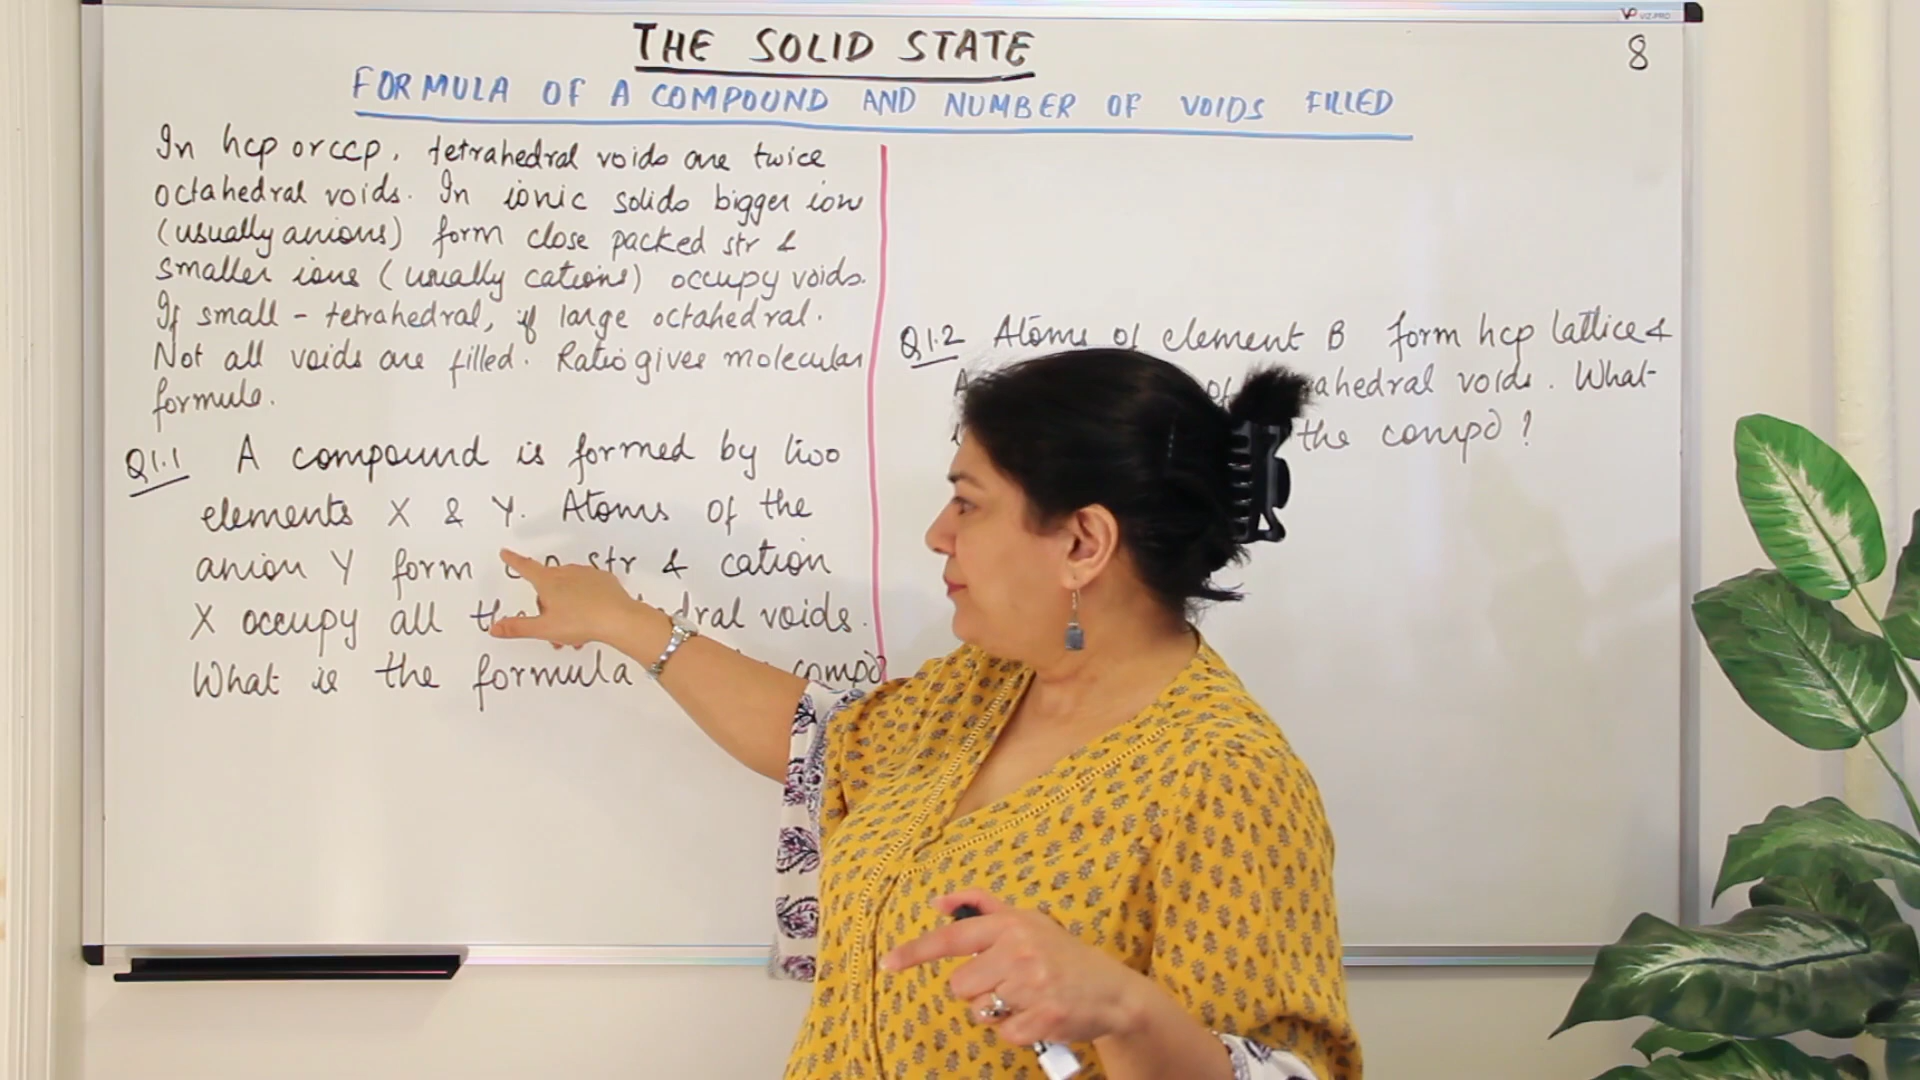 VIZ-PRO
THE SOLID STATE
8
FORMULA OF A COMPOUND AND NUMBER OF VOIDS FILLED
In hcp or ccp, tetrahedral voids are twice
octahedral voids. In ionic solids bigger ion
(usually anions) form close packed str &
smaller ions (usually cations) occupy voids.
If small - tetrahedral, if large octahedral.
Not all voids are filled. Ratio gives molecular
formula.
Q1.1 A compound is formed by two
elements X & Y. Atoms of the
anion Y form str & cation
X occupy all voids.
What is the formula compd
Q1.2 Atoms of element B form hcp lattice &
of voids. What
the compd?